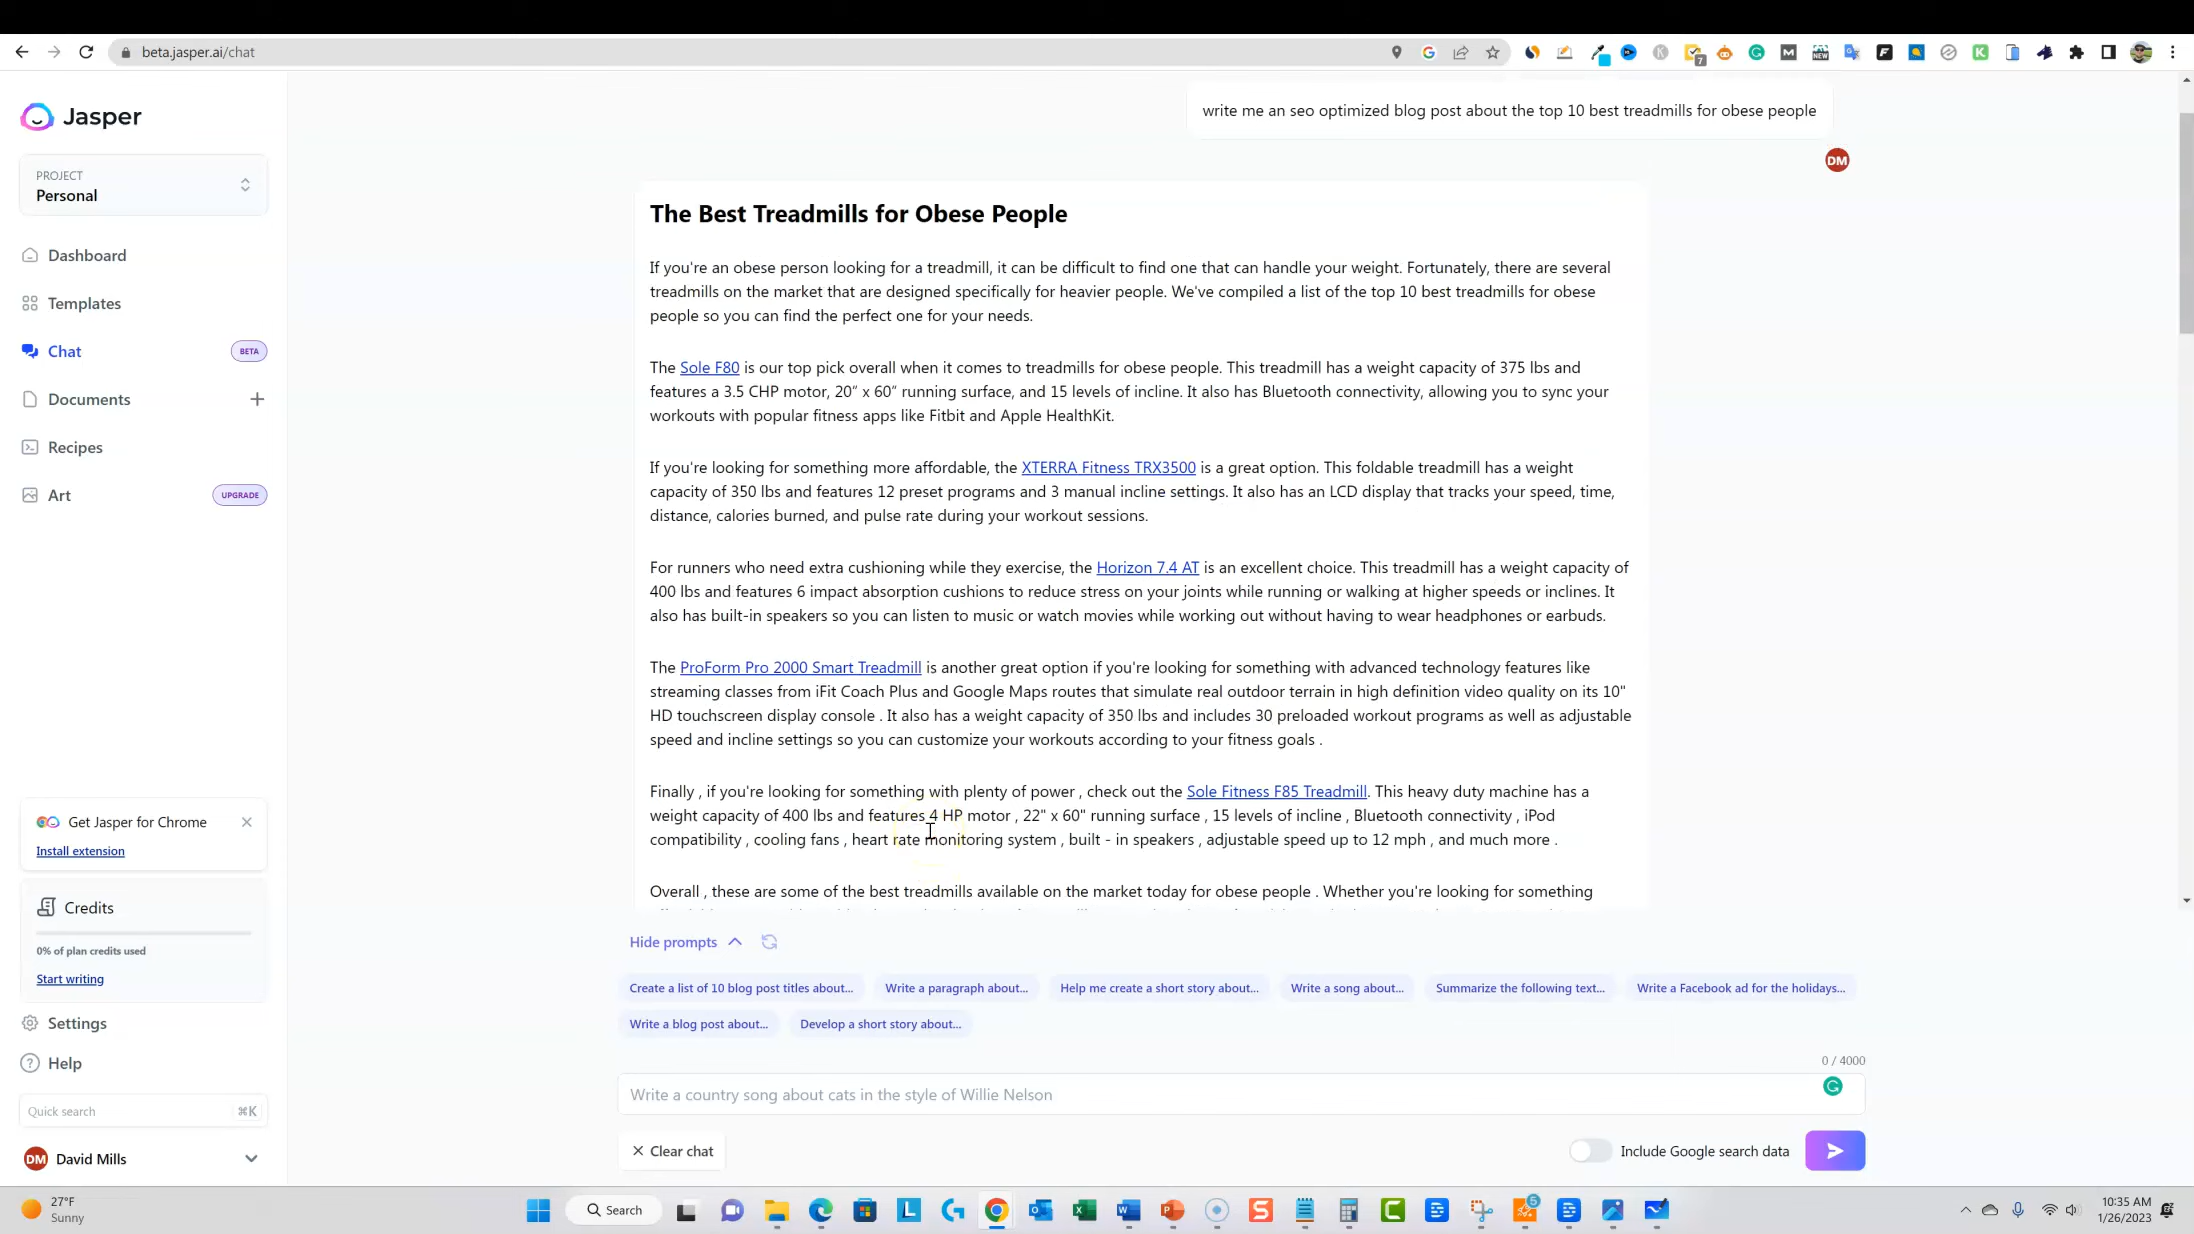 beta.jasper.ai/chat
7
NEW
Jasper
PROJECT
Personal
Dashboard
Templates
Chat
BETA
Documents
Recipes
Art
UPGRADE
Get Jasper for Chrome
Install extension
Credits
0% of plan credits used
Start writing
Settings
Help
Quick search
⌘K
DM
David Mills
write me an seo optimized blog post about the top 10 best treadmills for obese people
DM
The Best Treadmills for Obese People
If you're an obese person looking for a treadmill, it can be difficult to find one that can handle your weight. Fortunately, there are several
treadmills on the market that are designed specifically for heavier people. We've compiled a list of the top 10 best treadmills for obese
people so you can find the perfect one for your needs.
The Sole F80 is our top pick overall when it comes to treadmills for obese people. This treadmill has a weight capacity of 375 lbs and
features a 3.5 CHP motor, 20” x 60” running surface, and 15 levels of incline. It also has Bluetooth connectivity, allowing you to sync your
workouts with popular fitness apps like Fitbit and Apple HealthKit.
If you're looking for something more affordable, the XTERRA Fitness TRX3500 is a great option. This foldable treadmill has a weight
capacity of 350 lbs and features 12 preset programs and 3 manual incline settings. It also has an LCD display that tracks your speed, time,
distance, calories burned, and pulse rate during your workout sessions.
For runners who need extra cushioning while they exercise, the Horizon 7.4 AT is an excellent choice. This treadmill has a weight capacity of
400 lbs and features 6 impact absorption cushions to reduce stress on your joints while running or walking at higher speeds or inclines. It
also has built-in speakers so you can listen to music or watch movies while working out without having to wear headphones or earbuds.
The ProForm Pro 2000 Smart Treadmill is another great option if you're looking for something with advanced technology features like
streaming classes from iFit Coach Plus and Google Maps routes that simulate real outdoor terrain in high definition video quality on its 10"
HD touchscreen display console . It also has a weight capacity of 350 lbs and includes 30 preloaded workout programs as well as adjustable
speed and incline settings so you can customize your workouts according to your fitness goals .
Finally , if you're looking for something with plenty of power , check out the Sole Fitness F85 Treadmill. This heavy duty machine has a
weight capacity of 400 lbs and features 4 HP motor , 22" x 60" running surface , 15 levels of incline , Bluetooth connectivity , iPod
compatibility , cooling fans , heart rate monitoring system , built - in speakers , adjustable speed up to 12 mph , and much more .
Overall , these are some of the best treadmills available on the market today for obese people . Whether you're looking for something
Hide prompts
Create a list of 10 blog post titles about...
Write a paragraph about...
Help me create a short story about...
Write a song about...
Summarize the following text...
Write a Facebook ad for the holidays...
Write a blog post about...
Develop a short story about...
0 / 4000
Write a country song about cats in the style of Willie Nelson
Clear chat
Include Google search data
27°F
Sunny
Search
5
10:35 AM
1/26/2023